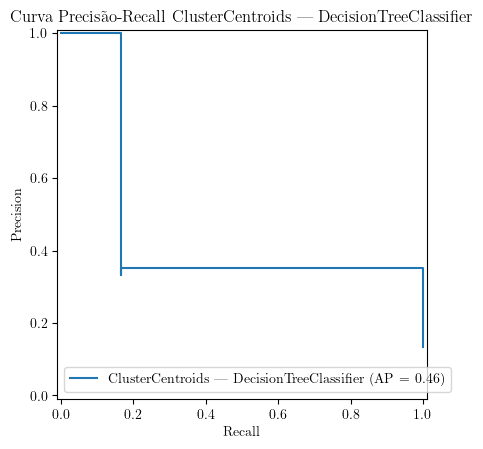 Curva Precisão-Recall ClusterCentroids — DecisionTreeClassifier
1.0
0.8
0.6
0.4
0.2
0.0
Precision
ClusterCentroids — DecisionTreeClassifier (AP = 0.46)
0.0 0.2 0.4 0.6 0.8 1.0
Recall